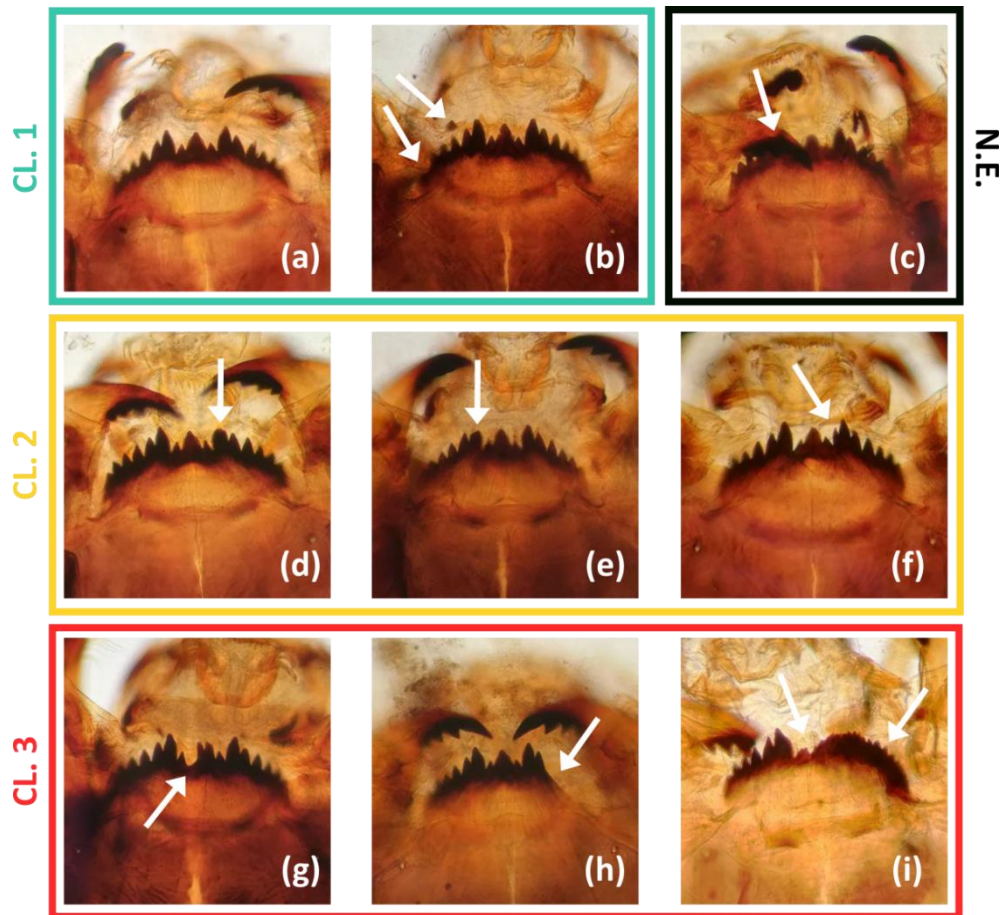 CL. 1
(a)
(b)
(c)
N.E.
CL. 2
(d)
(e)
(f)
CL. 3
(g)
(h)
(i)